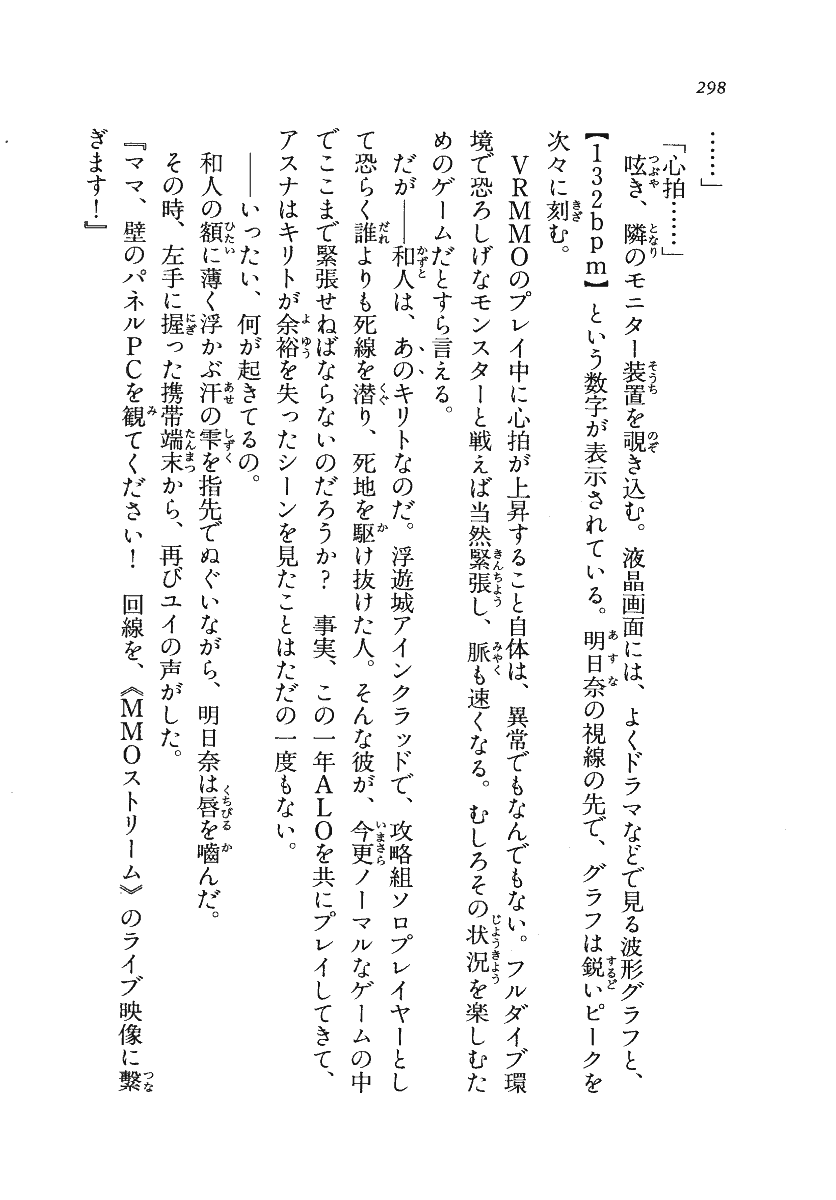 298
……」
「心拍……」
呟き、隣のモニター装置を覗き込む。液晶画面には、よくドラマなどで見る波形グラフと、
【132bpm】という数字が表示されている。明日奈の視線の先で、グラフは鋭いピークを
次々に刻む。
VRMMOのプレイ中に心拍が上昇すること自体は、異常でもなんでもない。フルダイブ環
境で恐ろしげなモンスターと戦えば当然緊張し、脈も速くなる。むしろその状況を楽しむた
めのゲームだとすら言える。
だが——和人は、あのキリトなのだ。浮遊城アインクラッドで、攻略組ソロプレイヤーとし
て恐らく誰よりも死線を潜り、死地を駆け抜けた人。そんな彼が、今更ノーマルなゲームの中
でここまで緊張せねばならないのだろうか？　事実、この一年ALOを共にプレイしてきて、
アスナはキリトが余裕を失ったシーンを見たことはただの一度もない。
——いったい、何が起きてるの。
和人の額に薄く浮かぶ汗の雫を指先でぬぐいながら、明日奈は唇を嚙んだ。
その時、左手に握った携帯端末から、再びユイの声がした。
『ママ、壁のパネルPCを観てください！　回線を、《MMOストリーム》のライブ映像に繫
ぎます！』